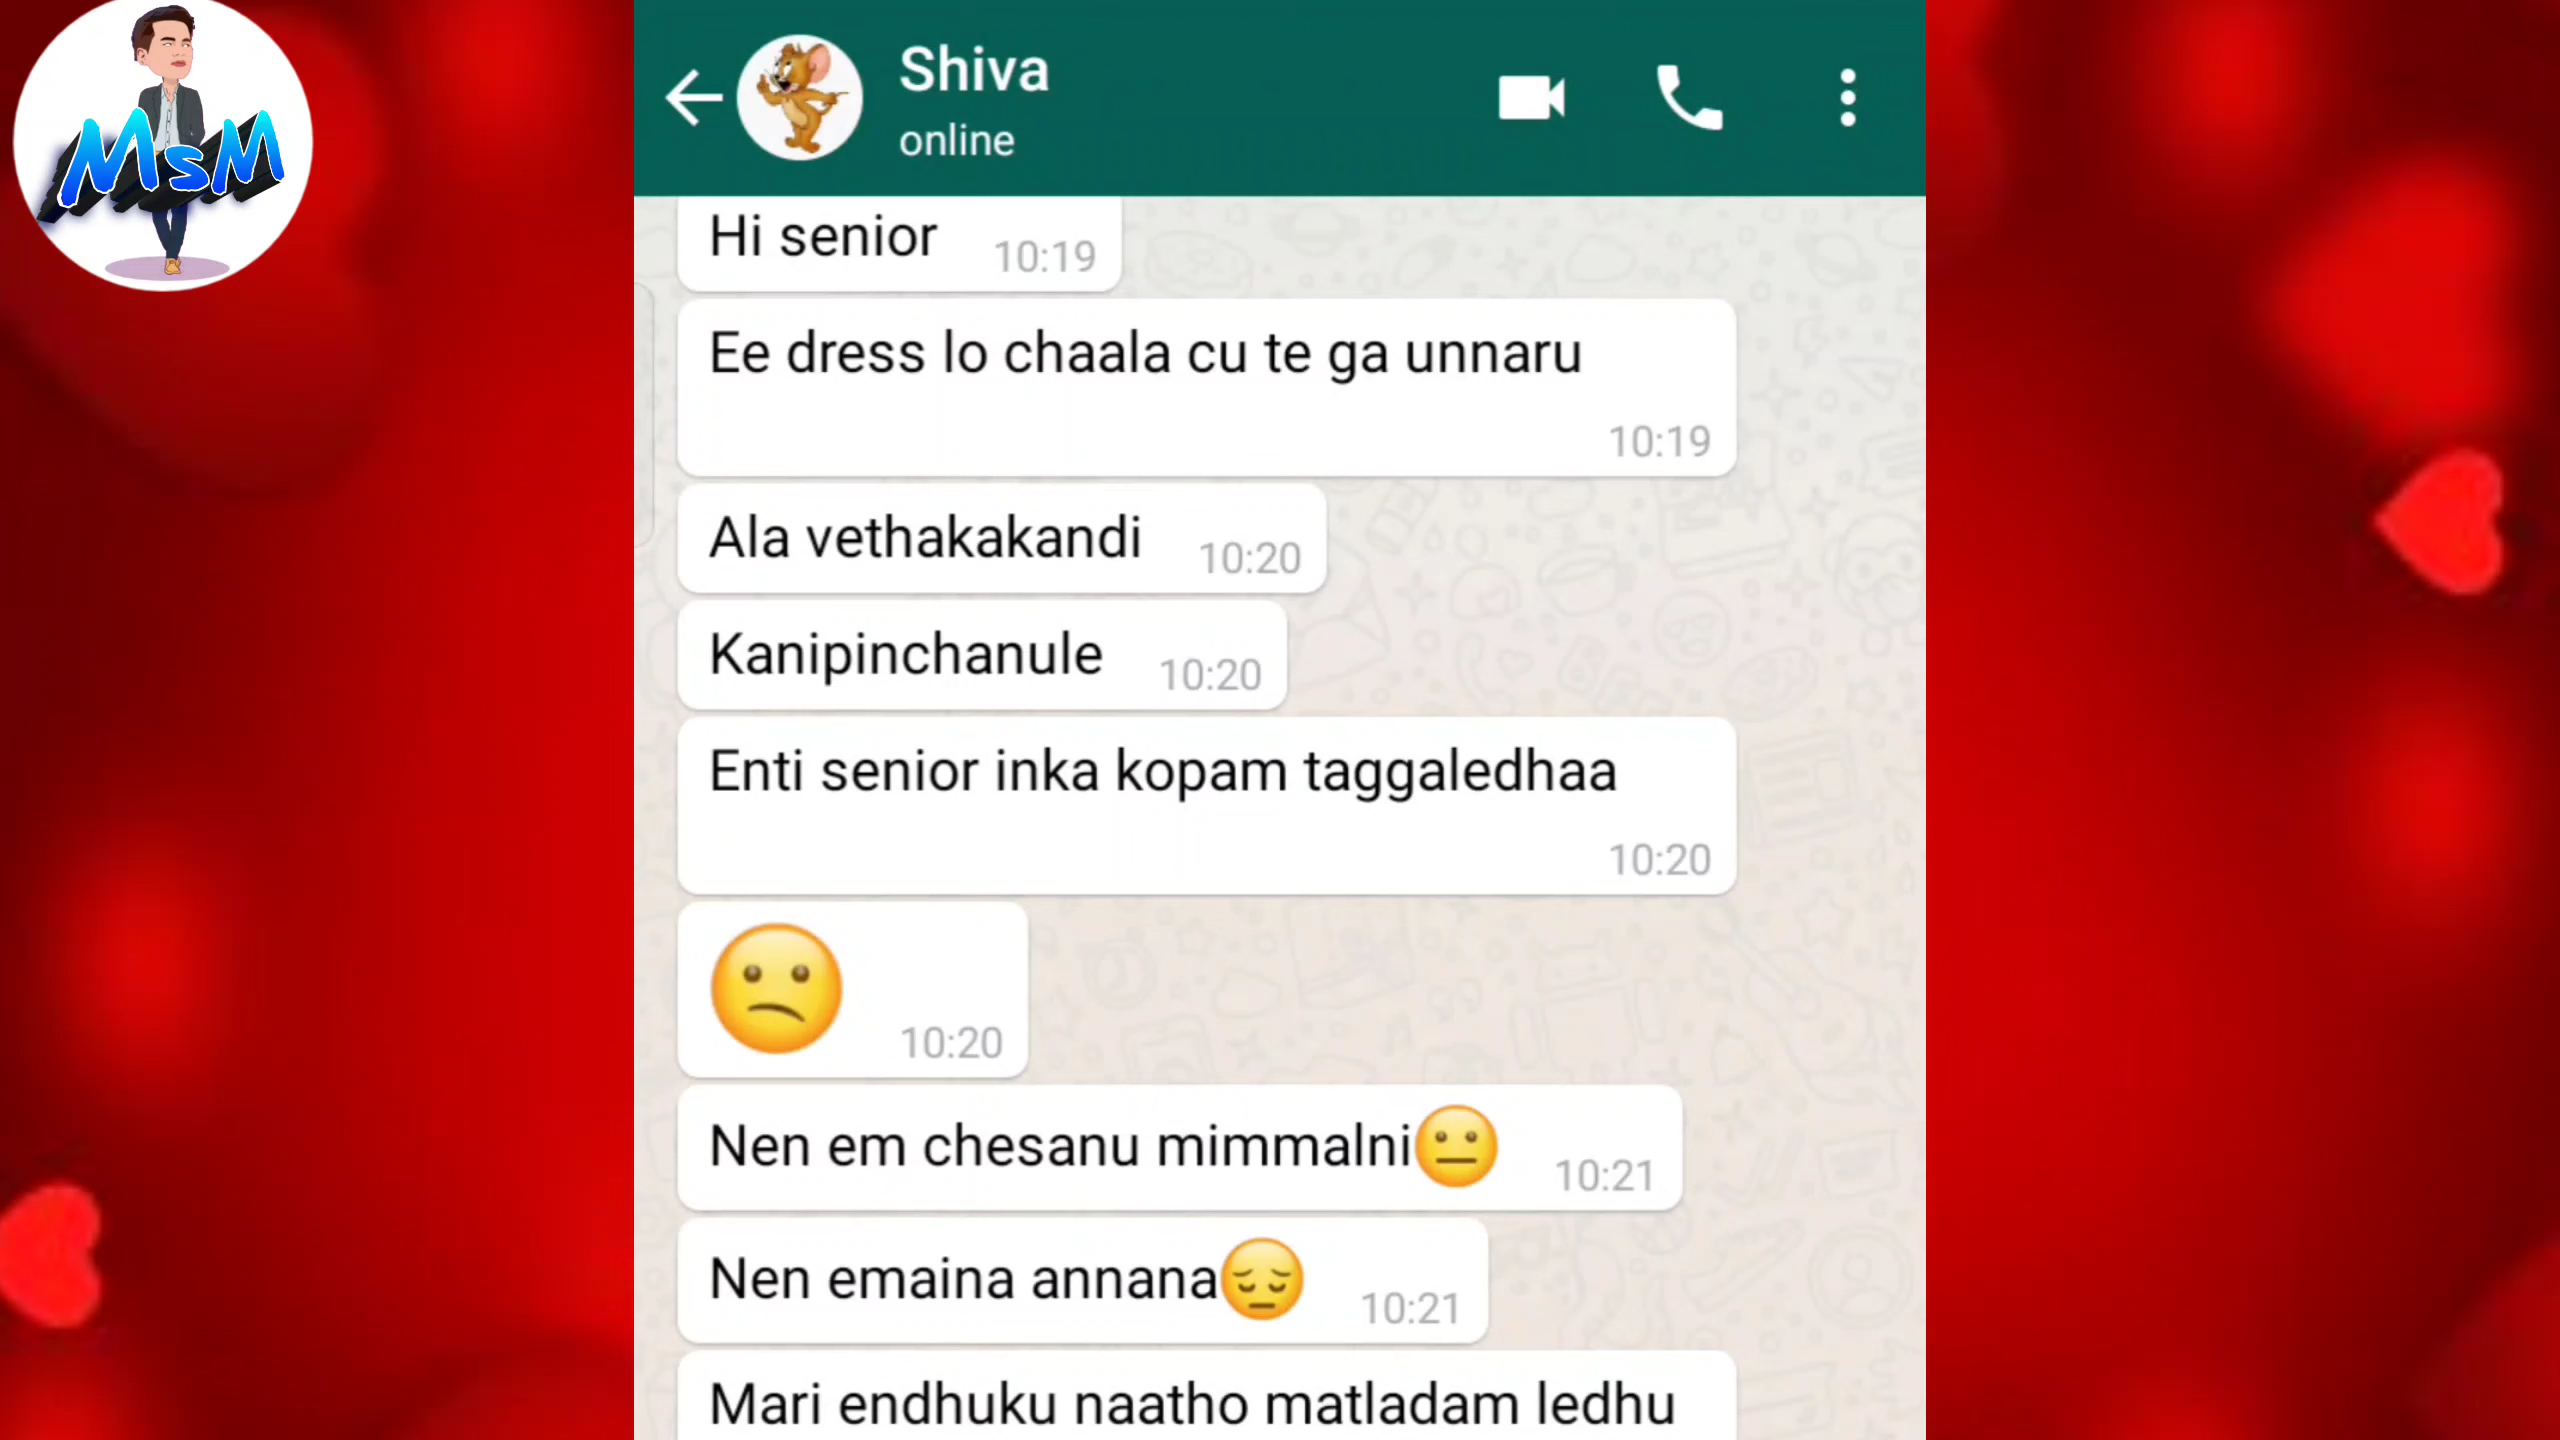 MsM
Shiva
online
Hi senior 10:19
Ee dress lo chaala cu te ga unnaru
10:19
Ala vethakakandi 10:20
Kanipinchanule 10:20
Enti senior inka kopam taggaledhaa
10:20
😕 10:20
Nen em chesanu mimmalni😐 10:21
Nen emaina annana😔 10:21
Mari endhuku naatho matladam ledhu